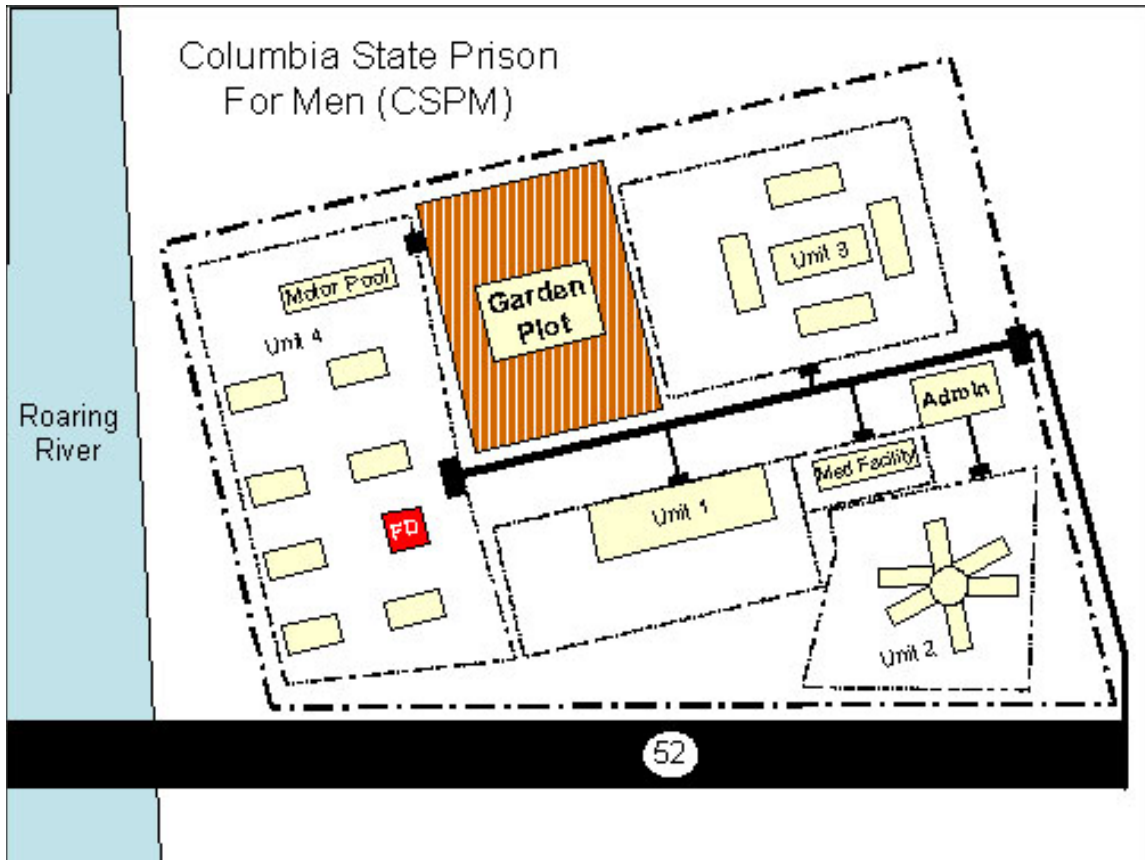 Columbia State Prison
For Men (CSPM)
Motor Pool
Unit 4
Garden
Plot
Unit 3
Admin
Roaring
River
Med Facility
Unit 1
FD
Unit 2
52